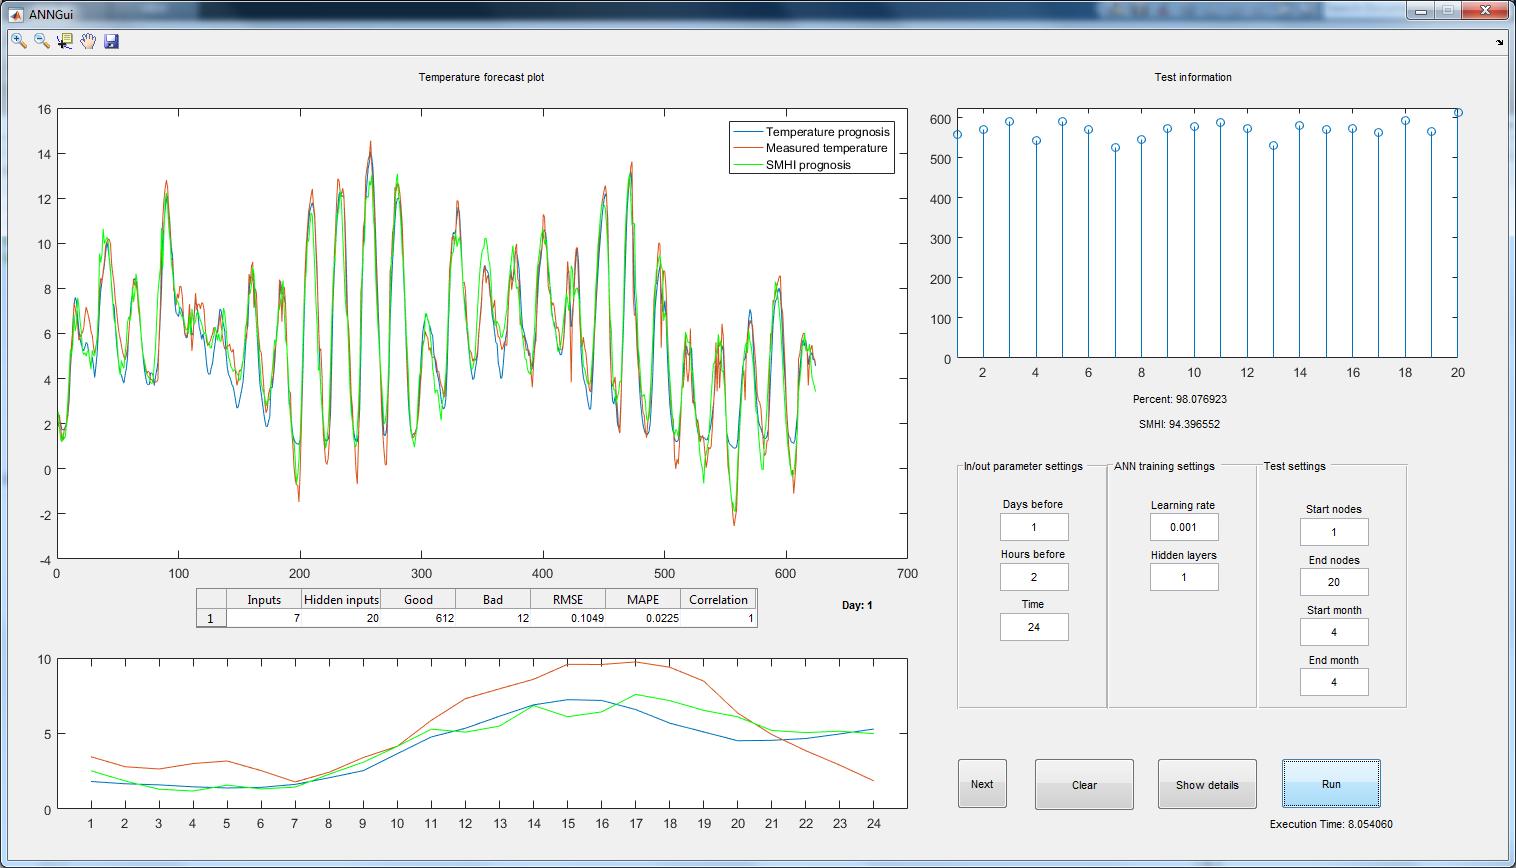 ANNGui
Temperature forecast plot
Test information
16
14
12
10
8
6
4
2
0
-2
-4
0 100 200 300 400 500 600 700
Temperature prognosis
Measured temperature
SMHI prognosis
600
500
400
300
200
100
0
2 4 6 8 10 12 14 16 18 20
Percent: 98.076923
SMHI: 94.396552
Inputs Hidden inputs Good Bad RMSE MAPE Correlation
1 7 20 612 12 0.1049 0.0225 1
Day: 1
10
5
0
1 2 3 4 5 6 7 8 9 10 11 12 13 14 15 16 17 18 19 20 21 22 23 24
In/out parameter settings
Days before
1
Hours before
2
Time
24
ANN training settings
Learning rate
0.001
Hidden layers
1
Test settings
Start nodes
1
End nodes
20
Start month
4
End month
4
Next
Clear
Show details
Run
Execution Time: 8.054060